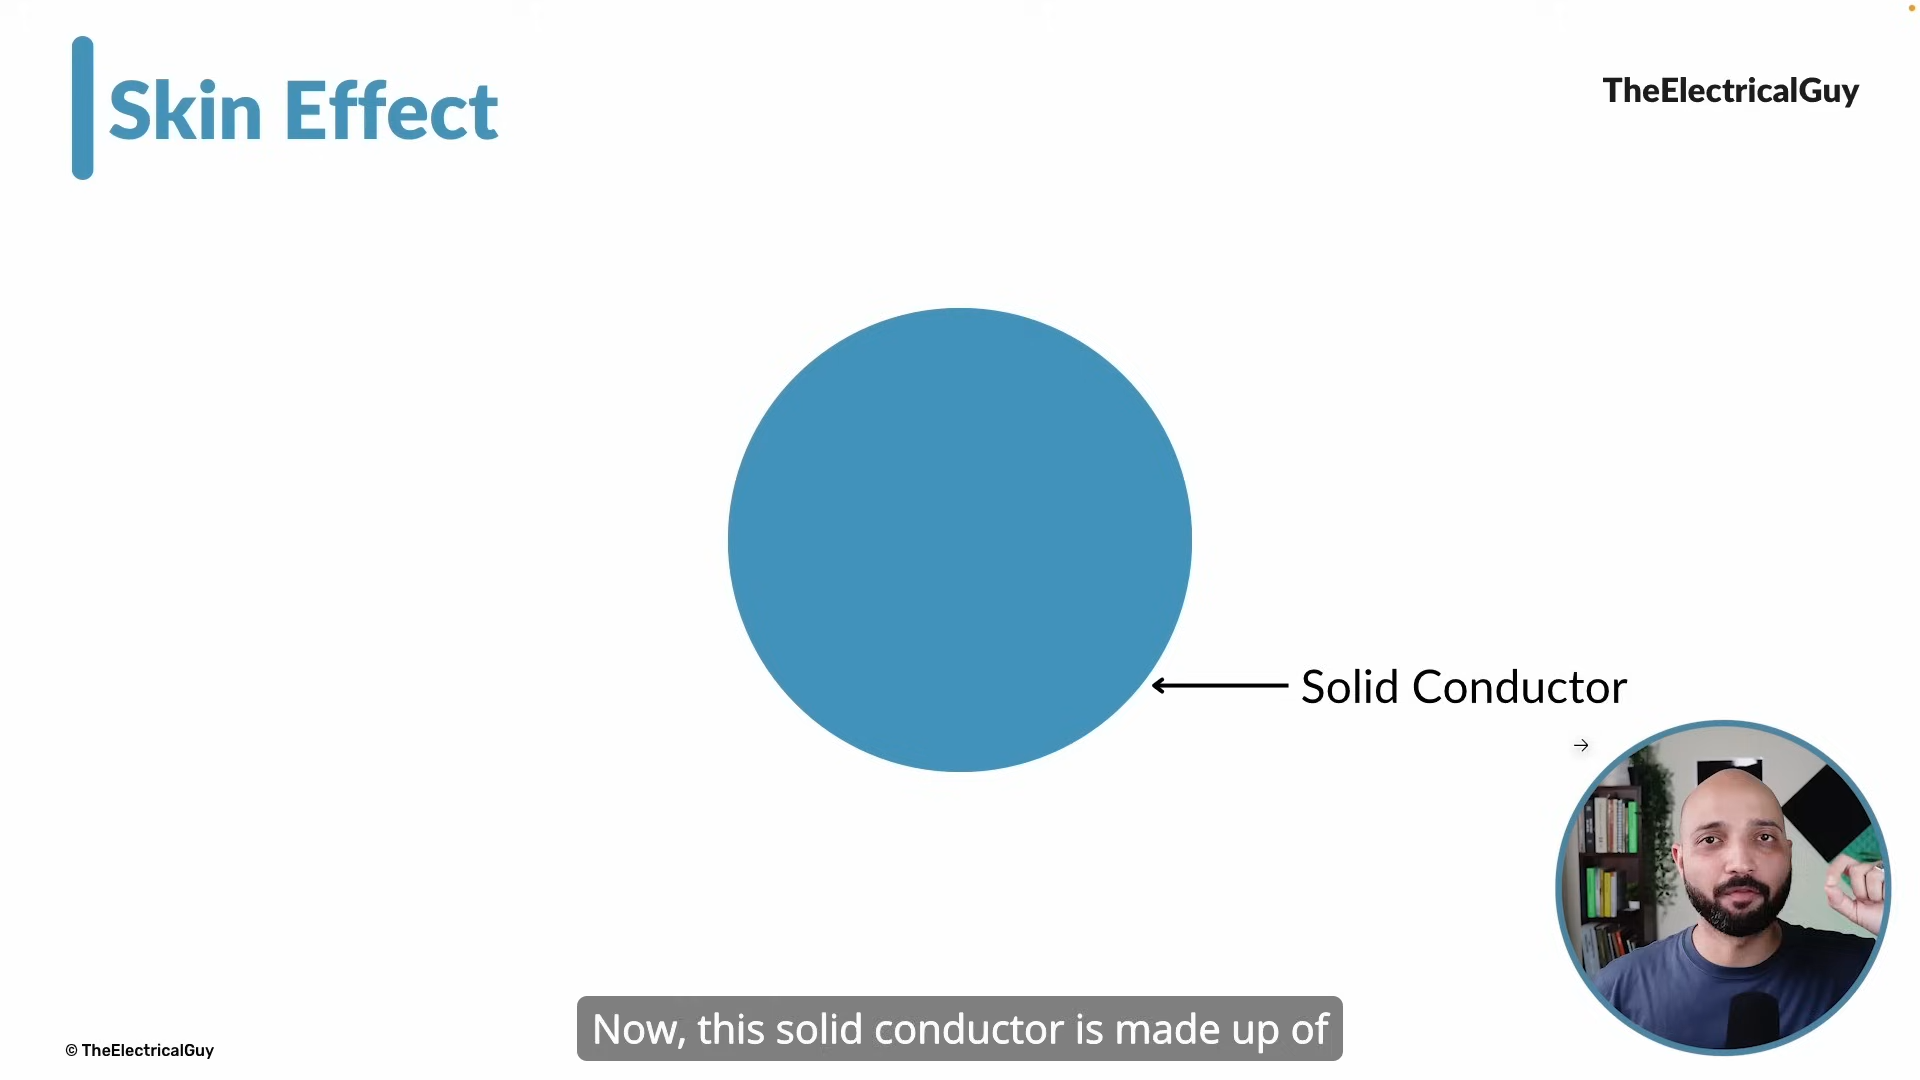 Skin Effect
TheElectricalGuy
Solid Conductor
Now, this solid conductor is made up of
© TheElectricalGuy